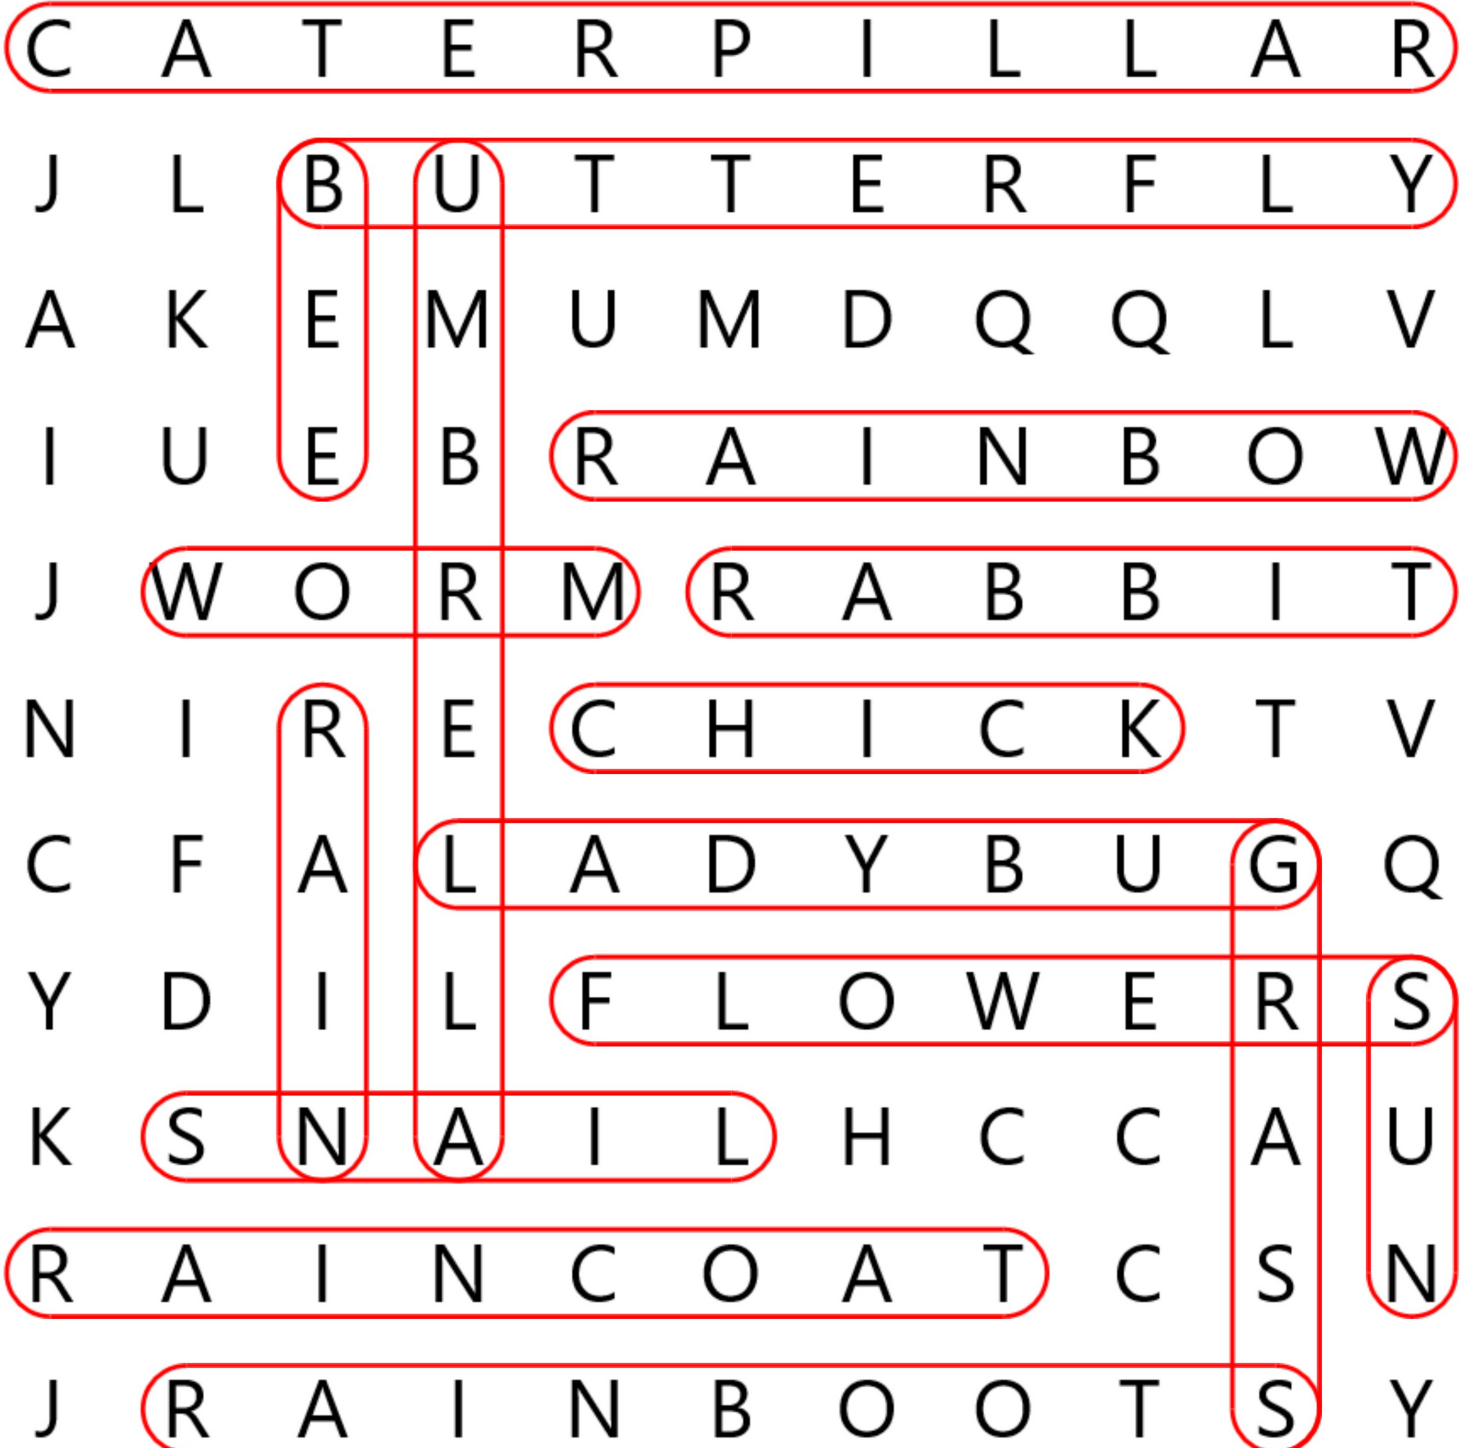 C A T E R P I L L A R
J L B U T T E R F L Y
A K E M U M D Q Q L V
I U E B R A I N B O W
J W O R M R A B B I T
N I R E C H I C K T V
C F A L A D Y B U G Q
Y D I L F L O W E R S
K S N A I L H C C A U
R A I N C O A T C S N
J R A I N B O O T S Y